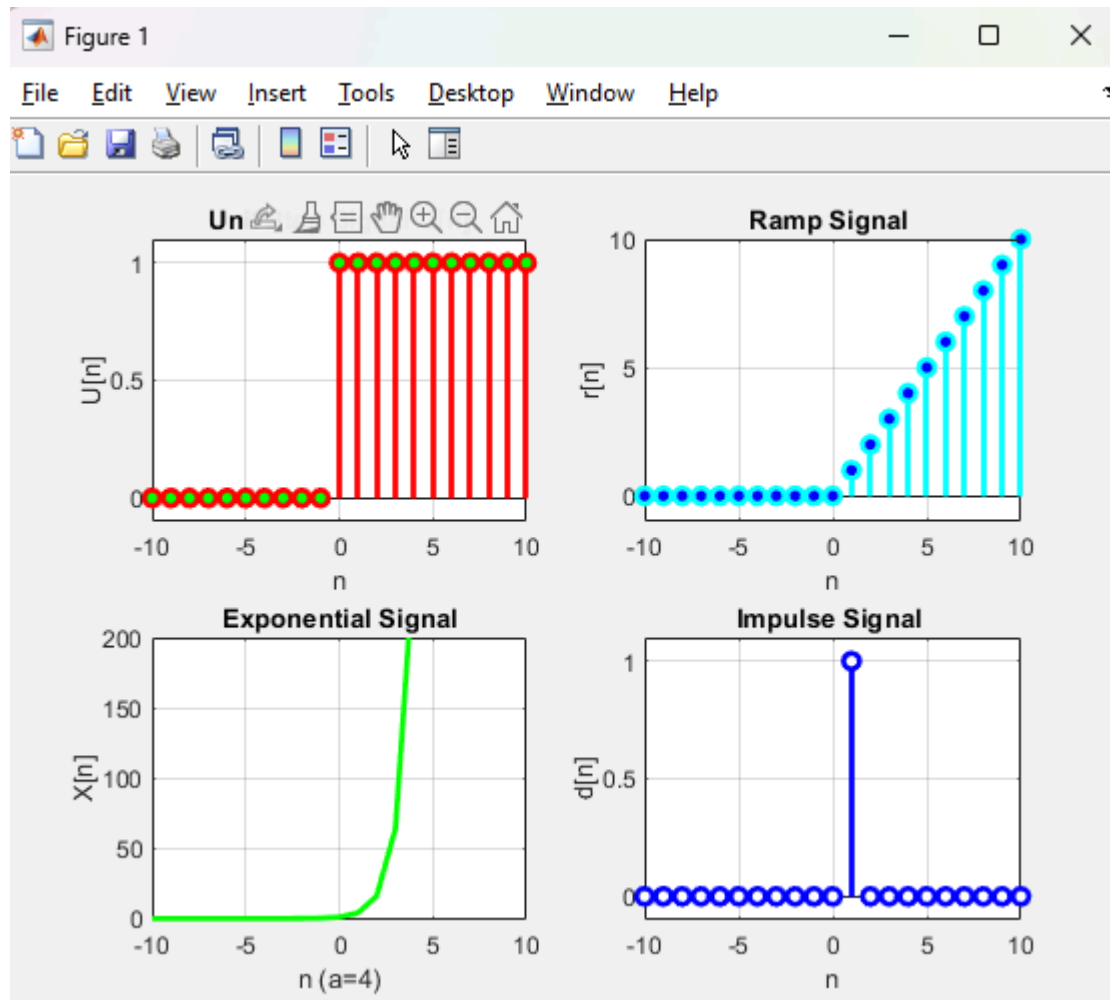 Figure 1
File Edit View Insert Tools Desktop Window Help
Un
1
0.5
0
U[n]
-10 -5 0 5 10
n
Ramp Signal
10
5
0
r[n]
-10 -5 0 5 10
n
Exponential Signal
200
150
100
50
0
X[n]
-10 -5 0 5 10
n (a=4)
Impulse Signal
1
0.5
0
d[n]
-10 -5 0 5 10
n